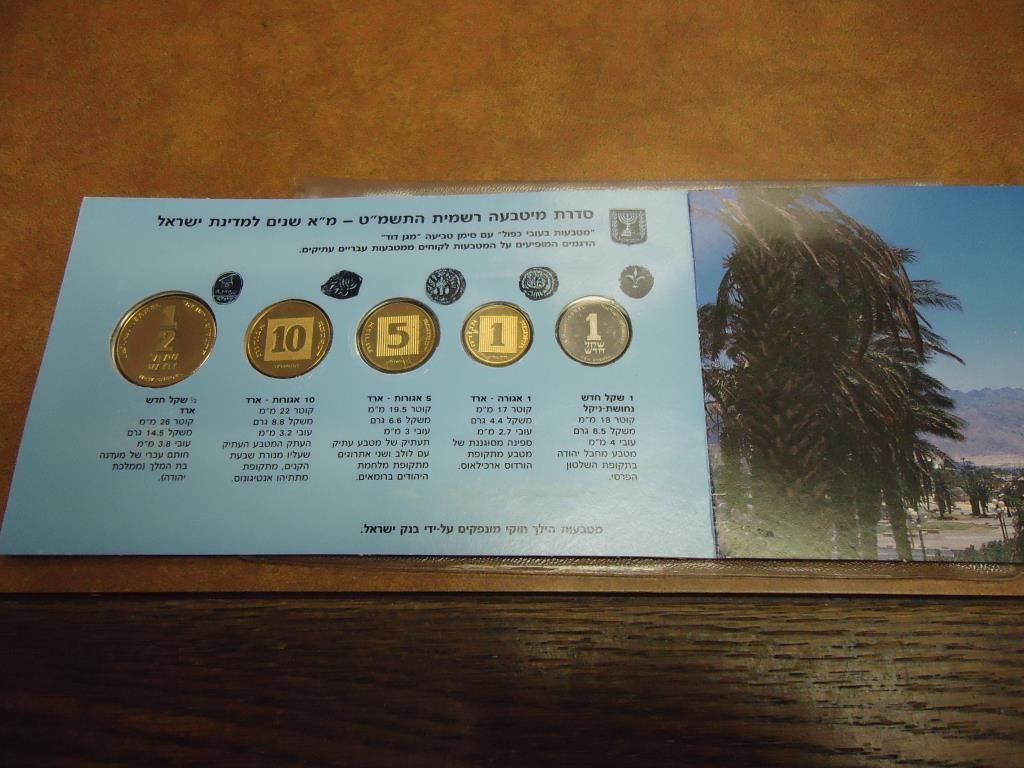 סדרת מיטבעה רשמית התשמ"ט – מ"א שנים למדינת ישראל
"מטבעות בעובי כפול" עם סימן טביעה "מגן דוד"
הדגמים המופיעים על המטבעות לקוחים ממטבעות עבריים עתיקים.
1
שקל
חדש
1
5
10
1/2
1 שקל חדש
נחושת-ניקל
קוטר 18 מ"מ
משקל 8.5 גרם
עובי 4 מ"מ
מטבע מחבל יהודה
בתקופת השלטון
הפרסי.
1 אגורה - ארד
קוטר 17 מ"מ
משקל 4.4 גרם
עובי 2.7 מ"מ
ספינה מסוגננת של
מטבע מתקופת
הורדוס ארכילאוס.
5 אגורות - ארד
קוטר 19.5 מ"מ
משקל 6.6 גרם
עובי 3 מ"מ
תעתיק של מטבע עתיק
עם לולב ושני אתרוגים
מתקופת מלחמת
היהודים ברומאים.
10 אגורות - ארד
קוטר 22 מ"מ
משקל 8.8 גרם
עובי 3.2 מ"מ
העתק המטבע העתיק
שעליו מנורת שבעת
הקנים, מתקופת
מתתיהו אנטיגונוס.
½ שקל חדש
ארד
קוטר 26 מ"מ
משקל 14.5 גרם
עובי 3.8 מ"מ
חותם עברי של מעדנה
בת המלך (ממלכת
יהודה).
מטבעות הילך חוקי מונפקים על-ידי בנק ישראל.